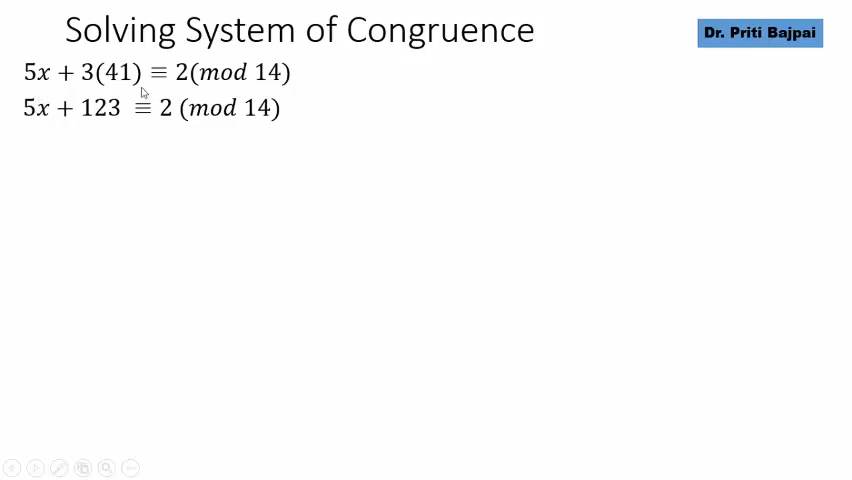 Solving System of Congruence
Dr. Priti Bajpai
5x + 3(41) ≡ 2(mod 14)
5x + 123 ≡ 2 (mod 14)